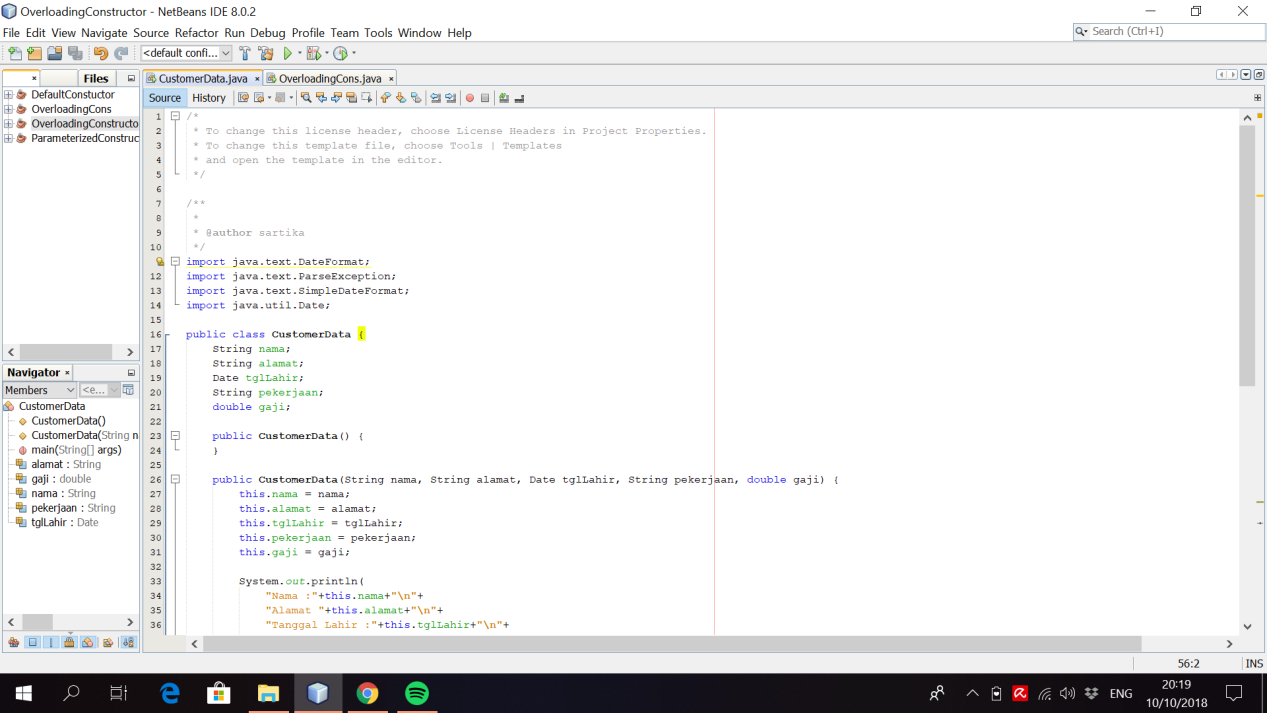 OverloadingConstructor - NetBeans IDE 8.0.2
File Edit View Navigate Source Refactor Run Debug Profile Team Tools Window Help
Search (Ctrl+I)
<default confi...
Files
CustomerData.java
OverloadingCons.java
Source History
DefaultConstuctor
OverloadingCons
OverloadingConstructo
ParameterizedConstruc
1 /*
2 * To change this license header, choose License Headers in Project Properties.
3 * To change this template file, choose Tools | Templates
4 * and open the template in the editor.
5 */
6
7 /**
8 *
9 * @author sartika
10 */
import java.text.DateFormat;
12 import java.text.ParseException;
13 import java.text.SimpleDateFormat;
14 import java.util.Date;
15
16 public class CustomerData {
17 String nama;
18 String alamat;
19 Date tglLahir;
20 String pekerjaan;
21 double gaji;
22
23 public CustomerData() {
24 }
25
26 public CustomerData(String nama, String alamat, Date tglLahir, String pekerjaan, double gaji) {
27 this.nama = nama;
28 this.alamat = alamat;
29 this.tglLahir = tglLahir;
30 this.pekerjaan = pekerjaan;
31 this.gaji = gaji;
32
33 System.out.println(
34 "Nama :"+this.nama+"\n"+
35 "Alamat "+this.alamat+"\n"+
36 "Tanggal Lahir :"+this.tglLahir+"\n"+
Navigator
Members
<e...
CustomerData
CustomerData()
CustomerData(String n
main(String[] args)
alamat : String
gaji : double
nama : String
pekerjaan : String
tglLahir : Date
56:2
INS
ENG
20:19
10/10/2018